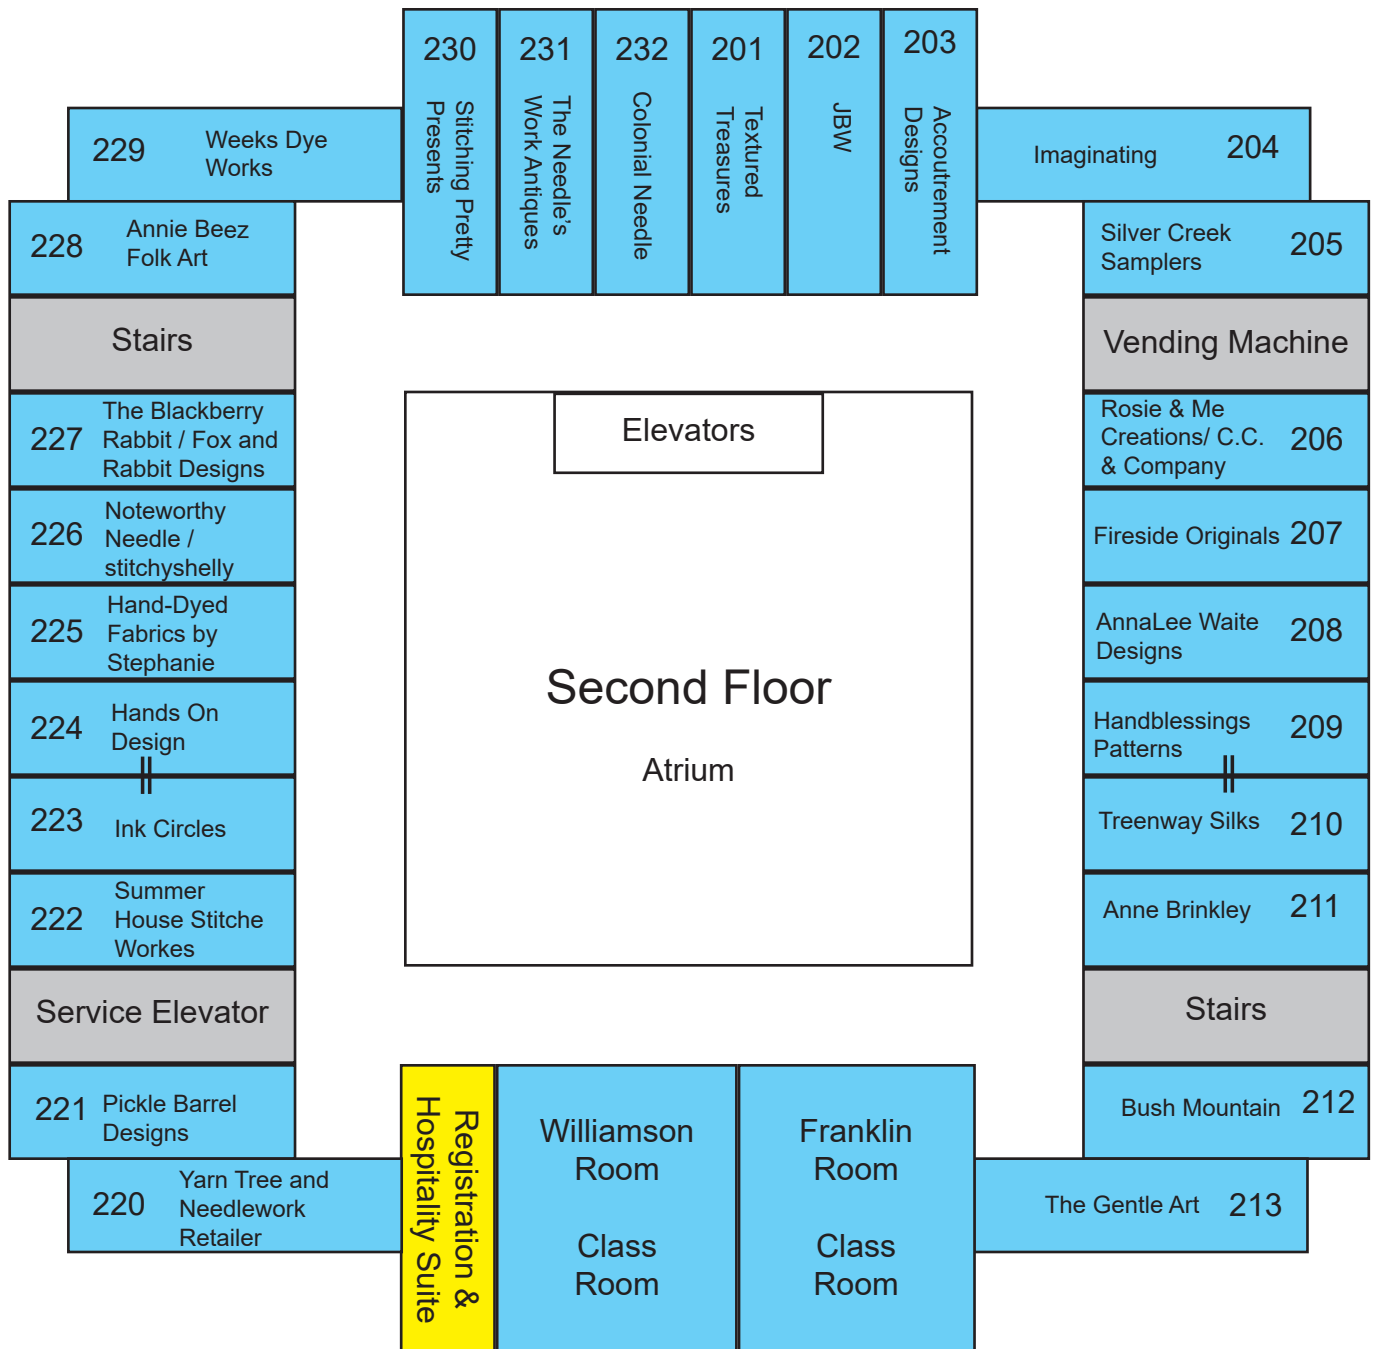 230
Stitching Pretty
Presents
231
The Needle's
Work Antiques
232
Colonial Needle
201
Textured
Treasures
202
JBW
203
Accoutrement
Designs
229
Weeks Dye
Works
Imaginating
204
228
Annie Beez
Folk Art
Silver Creek
Samplers
205
Stairs
Vending Machine
227
The Blackberry
Rabbit / Fox and
Rabbit Designs
Elevators
Rosie & Me
Creations/ C.C.
& Company
206
226
Noteworthy
Needle /
stitchyshelly
Fireside Originals
207
225
Hand-Dyed
Fabrics by
Stephanie
AnnaLee Waite
Designs
208
Second Floor
Atrium
224
Hands On
Design
Handblessings
Patterns
209
223
Ink Circles
Treenway Silks
210
222
Summer
House Stitche
Workes
Anne Brinkley
211
Service Elevator
Stairs
221
Pickle Barrel
Designs
Bush Mountain
212
220
Yarn Tree and
Needlework
Retailer
Registration &
Hospitality Suite
Williamson
Room
Class
Room
Franklin
Room
Class
Room
The Gentle Art
213